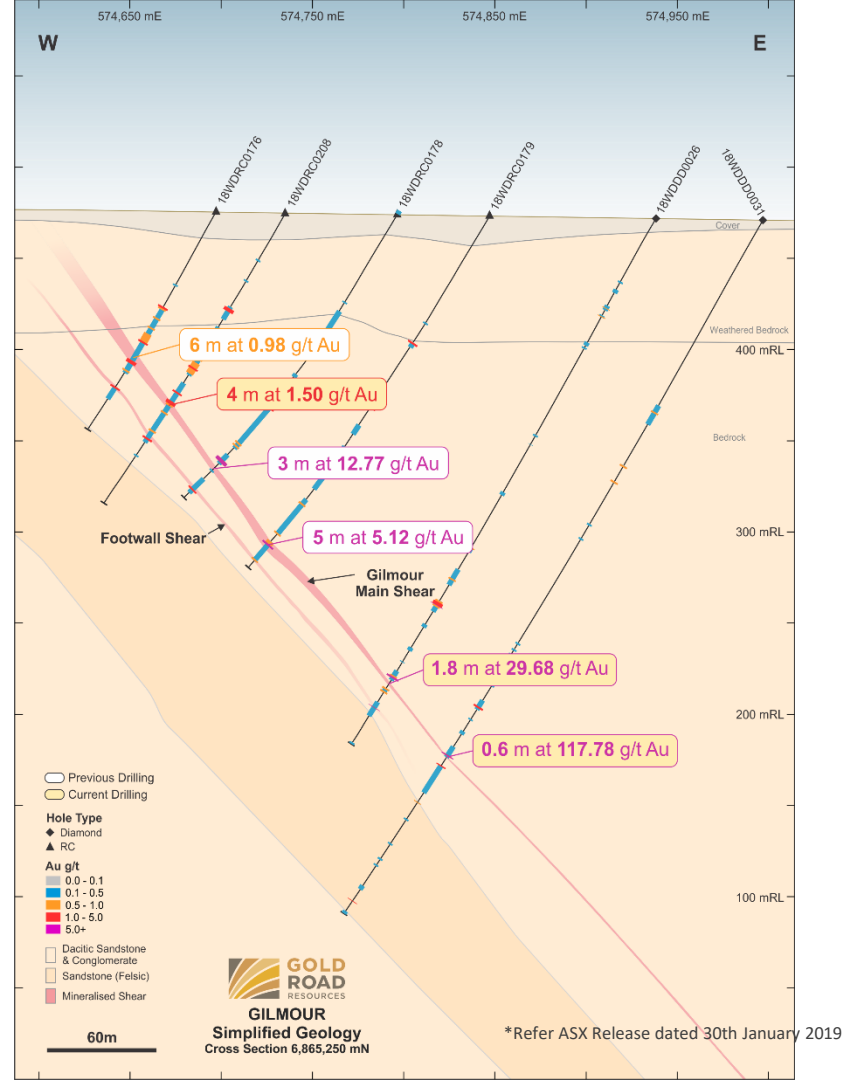 574,650 mE
574,750 mE
574,850 mE
574,950 mE
W
E
18WDRC0176
18WDRC0208
18WDRC0178
18WDRC0179
18WDDD0026
18WDDD0031
Cover
Weathered Bedrock
6 m at 0.98 g/t Au
400 mRL
4 m at 1.50 g/t Au
Bedrock
3 m at 12.77 g/t Au
300 mRL
Footwall Shear
5 m at 5.12 g/t Au
Gilmour
Main Shear
1.8 m at 29.68 g/t Au
200 mRL
0.6 m at 117.78 g/t Au
Previous Drilling
Current Drilling
Hole Type
Diamond
RC
Au g/t
0.0 - 0.1
0.1 - 0.5
0.5 - 1.0
1.0 - 5.0
5.0+
100 mRL
Dacitic Sandstone
& Conglomerate
Sandstone (Felsic)
Mineralised Shear
60m
GOLD
ROAD
RESOURCES
GILMOUR
Simplified Geology
Cross Section 6,865,250 mN
*Refer ASX Release dated 30th January 2019